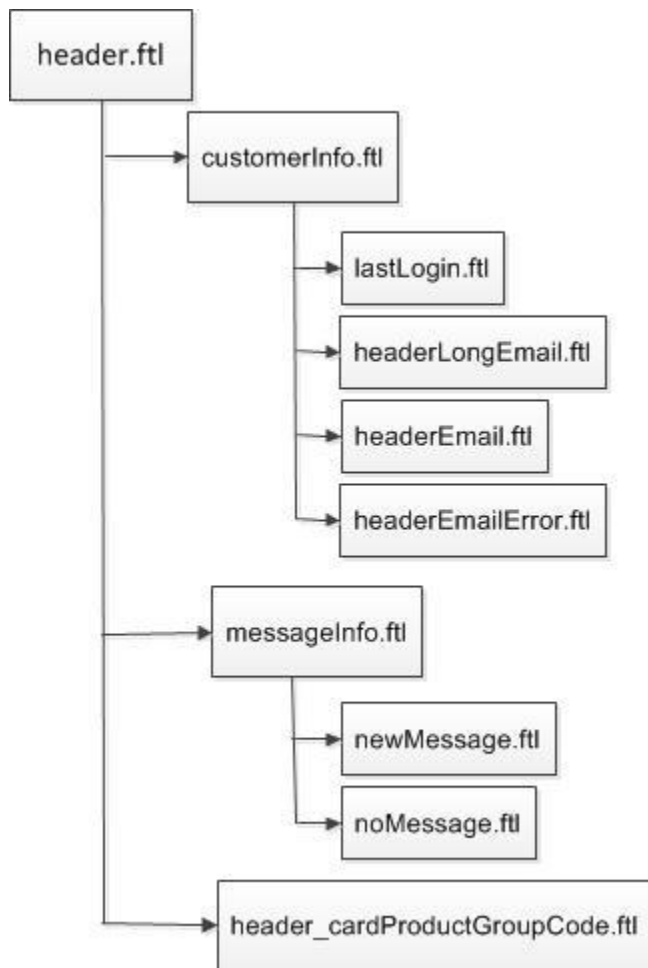 header.ftl
customerInfo.ftl
lastLogin.ftl
headerLongEmail.ftl
headerEmail.ftl
headerEmailError.ftl
messageInfo.ftl
newMessage.ftl
noMessage.ftl
header_cardProductGroupCode.ftl